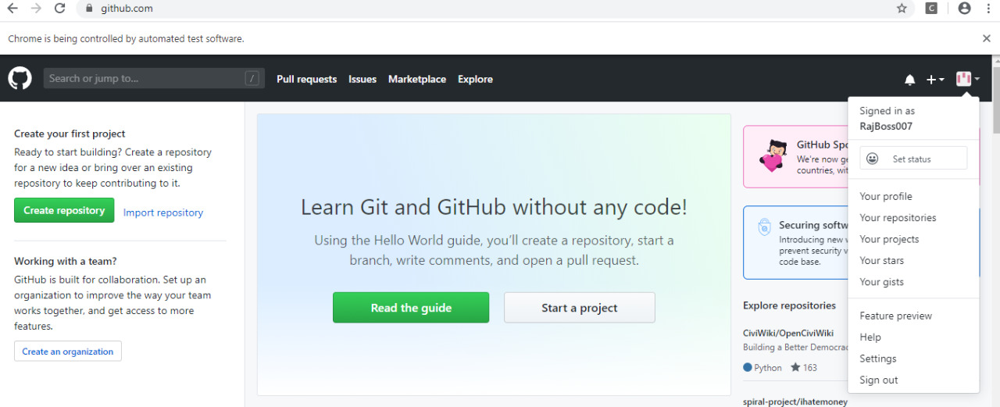 github.com
Chrome is being controlled by automated test software.
Search or jump to...
/
Pull requests
Issues
Marketplace
Explore
Create your first project
Ready to start building? Create a repository
for a new idea or bring over an existing
repository to keep contributing to it.
Create repository
Import repository
Working with a team?
GitHub is built for collaboration. Set up an
organization to improve the way your team
works together, and get access to more
features.
Create an organization
Learn Git and GitHub without any code!
Using the Hello World guide, you’ll create a repository, start a
branch, write comments, and open a pull request.
Read the guide
Start a project
GitHub Spo
We're now ge
countries, wit
Securing softw
Introducing new
prevent security v
code base.
Explore repositories
CiviWiki/OpenCiviWiki
Building a Better Democrac
Python
163
spiral-project/ihatemoney
Signed in as
RajBoss007
Set status
Your profile
Your repositories
Your projects
Your stars
Your gists
Feature preview
Help
Settings
Sign out